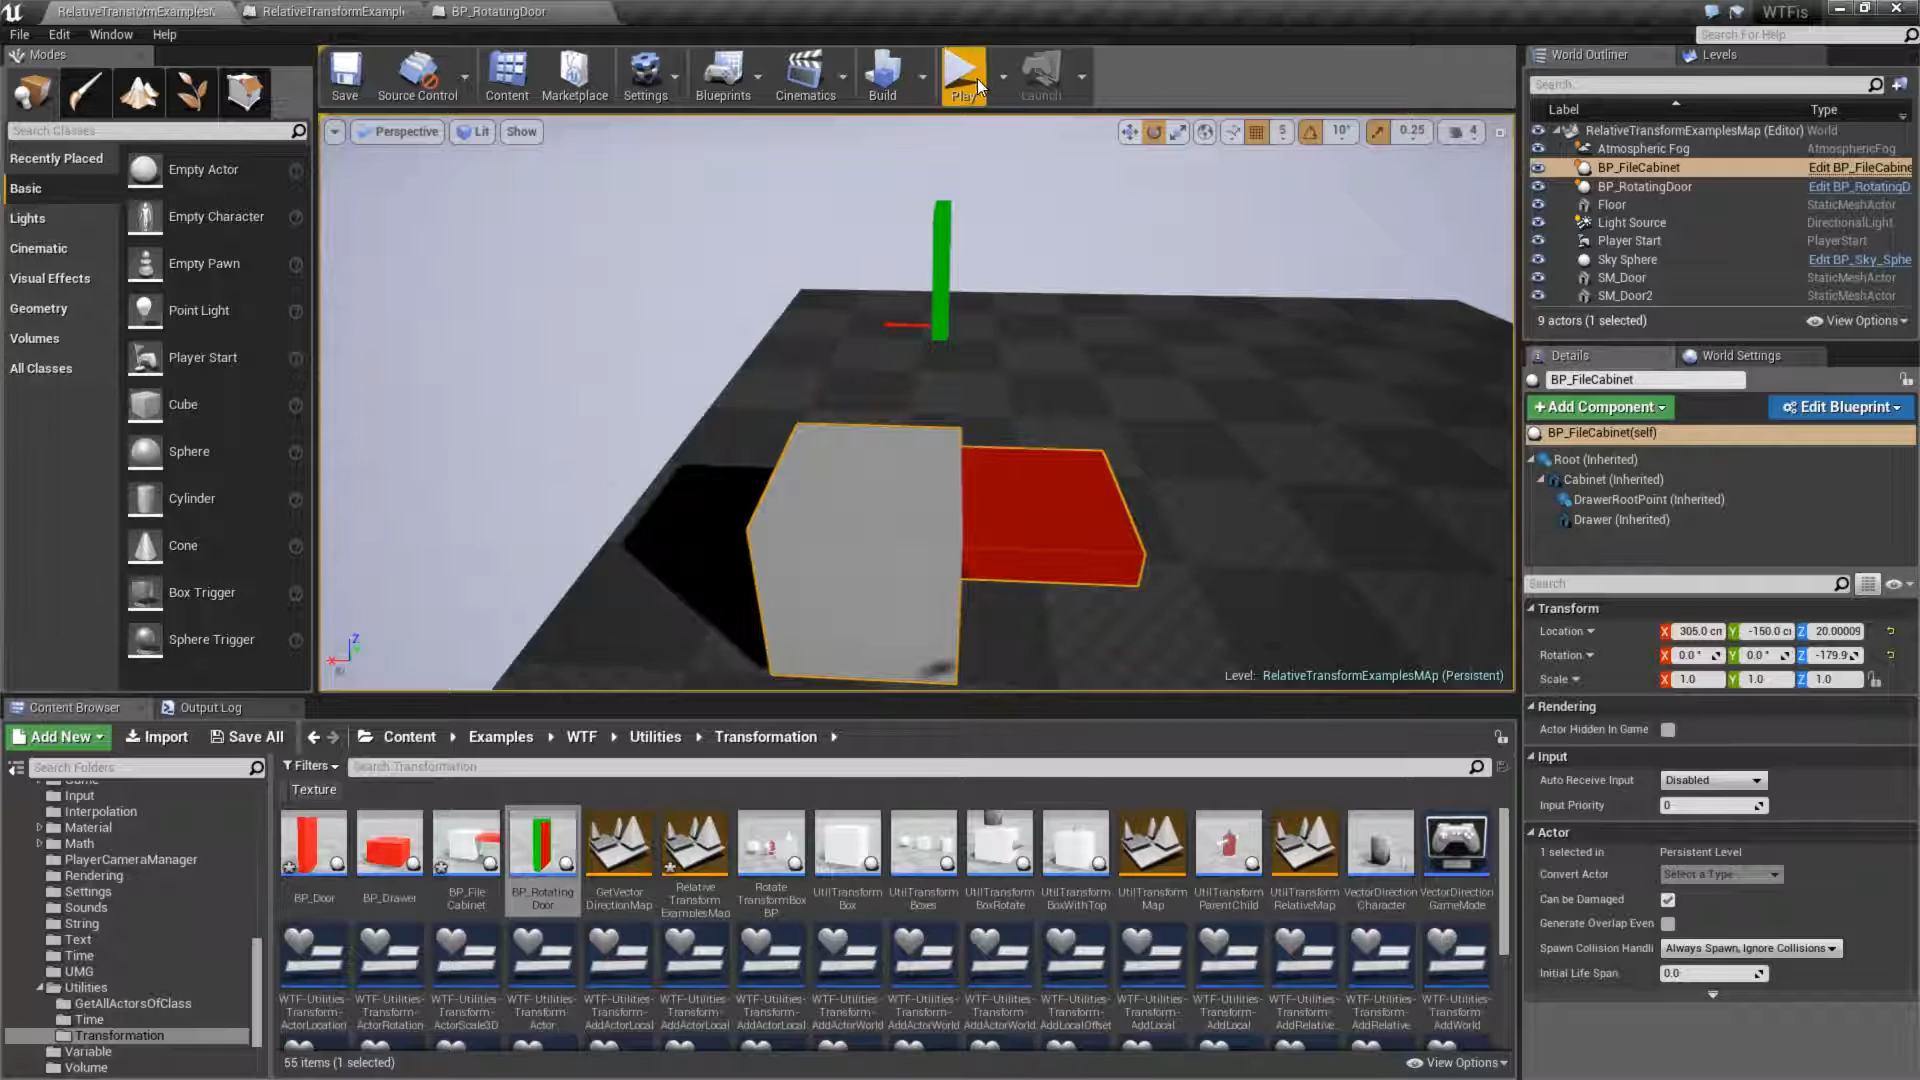 RelativeTransformExamplesM
RelativeTransformExampl
BP_RotatingDoor
WTFis
File Edit Window Help
Search For Help
Modes
Save
Source Control
Content
Marketplace
Settings
Blueprints
Cinematics
Build
Play
Launch
Search Classes
Recently Placed
Basic
Lights
Cinematic
Visual Effects
Geometry
Volumes
All Classes
Empty Actor
Empty Character
Empty Pawn
Point Light
Player Start
Cube
Sphere
Cylinder
Cone
Box Trigger
Sphere Trigger
Perspective
Lit
Show
5
10°
0.25
4
Z
X
Level: RelativeTransformExamplesMAp (Persistent)
World Outliner
Levels
Search...
Label Type
RelativeTransformExamplesMap (Editor) World
Atmospheric Fog AtmosphericFog
BP_FileCabinet Edit BP_FileCabine
BP_RotatingDoor Edit BP_RotatingD
Floor StaticMeshActor
Light Source DirectionalLight
Player Start PlayerStart
Sky Sphere Edit BP_Sky_Sphe
SM_Door StaticMeshActor
SM_Door2 StaticMeshActor
9 actors (1 selected) View Options
Details
World Settings
BP_FileCabinet
+Add Component Edit Blueprint
BP_FileCabinet(self)
Root (Inherited)
Cabinet (Inherited)
DrawerRootPoint (Inherited)
Drawer (Inherited)
Search
Transform
Location X 305.0 cm Y -150.0 ci Z 20.00009
Rotation X 0.0 ° Y 0.0 ° Z -179.9
Scale X 1.0 Y 1.0 Z 1.0
Rendering
Actor Hidden In Game
Input
Auto Receive Input Disabled
Input Priority 0
Actor
1 selected in Persistent Level
Convert Actor Select a Type
Can be Damaged
Generate Overlap Even
Spawn Collision Handli Always Spawn, Ignore Collisions
Initial Life Span 0.0
Content Browser
Output Log
Add New Import Save All Content Examples WTF Utilities Transformation
Search Folders
Filters Search Transformation
Texture
Game
Input
Interpolation
Material
Math
PlayerCameraManager
Rendering
Settings
Sounds
String
Text
Time
UMG
Utilities
GetAllActorsOfClass
Time
Transformation
Variable
Volume
BP_Door
BP_Drawer
BP_File
Cabinet
BP_Rotating
Door
GetVector
DirectionMap
Relative
Transform
ExamplesMap
Rotate
TransformBox
BP
UtilTransform
Box
UtilTransform
Boxes
UtilTransform
BoxRotate
UtilTransform
BoxWithTop
UtilTransform
Map
UtilTransform
ParentChild
UtilTransform
RelativeMap
VectorDirection
Character
VectorDirection
GameMode
WTF-Utilities-
Transform-
ActorLocation
WTF-Utilities-
Transform-
ActorRotation
WTF-Utilities-
Transform-
ActorScale3D
WTF-Utilities-
Transform-
Actor
WTF-Utilities-
Transform-
AddActorLocal
WTF-Utilities-
Transform-
AddActorLocal
WTF-Utilities-
Transform-
AddActorLocal
WTF-Utilities-
Transform-
AddActorWorld
WTF-Utilities-
Transform-
AddActorWorld
WTF-Utilities-
Transform-
AddActorWorld
WTF-Utilities-
Transform-
AddLocalOffset
WTF-Utilities-
Transform-
AddLocal
WTF-Utilities-
Transform-
AddLocal
WTF-Utilities-
Transform-
AddRelative
WTF-Utilities-
Transform-
AddRelative
WTF-Utilities-
Transform-
AddWorld
55 items (1 selected)
View Options